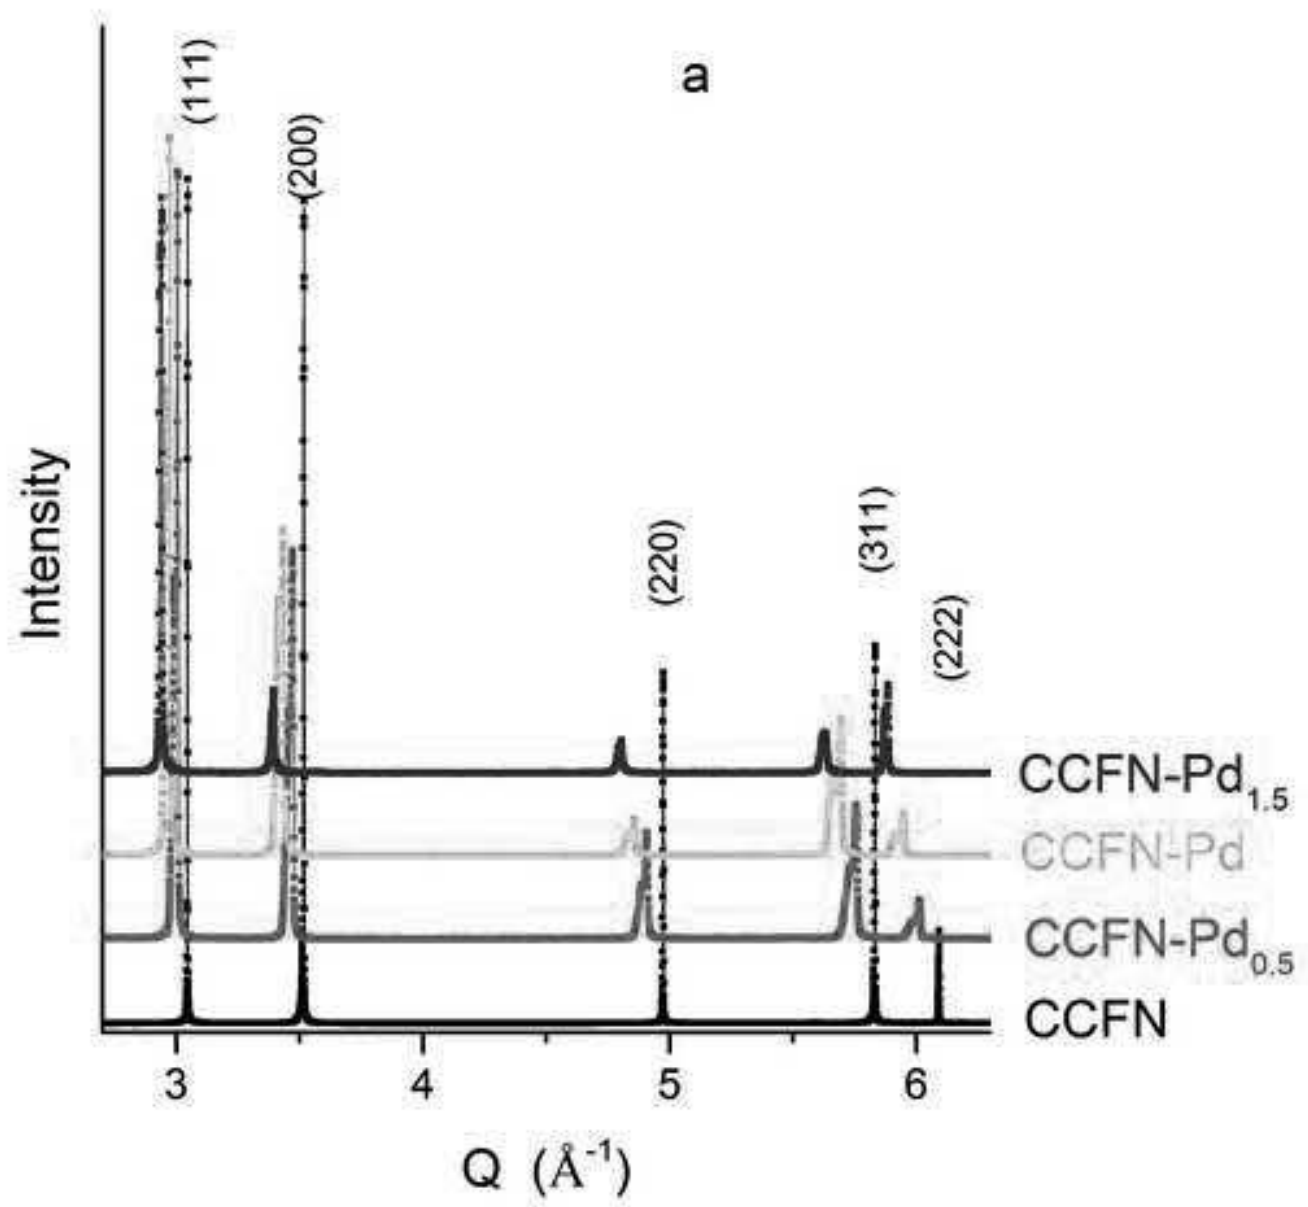 a
(111)
(200)
(220)
(311)
(222)
Intensity
CCFN-Pd1.5
CCFN-Pd
CCFN-Pd0.5
CCFN
3 4 5 6
Q (Å-1)